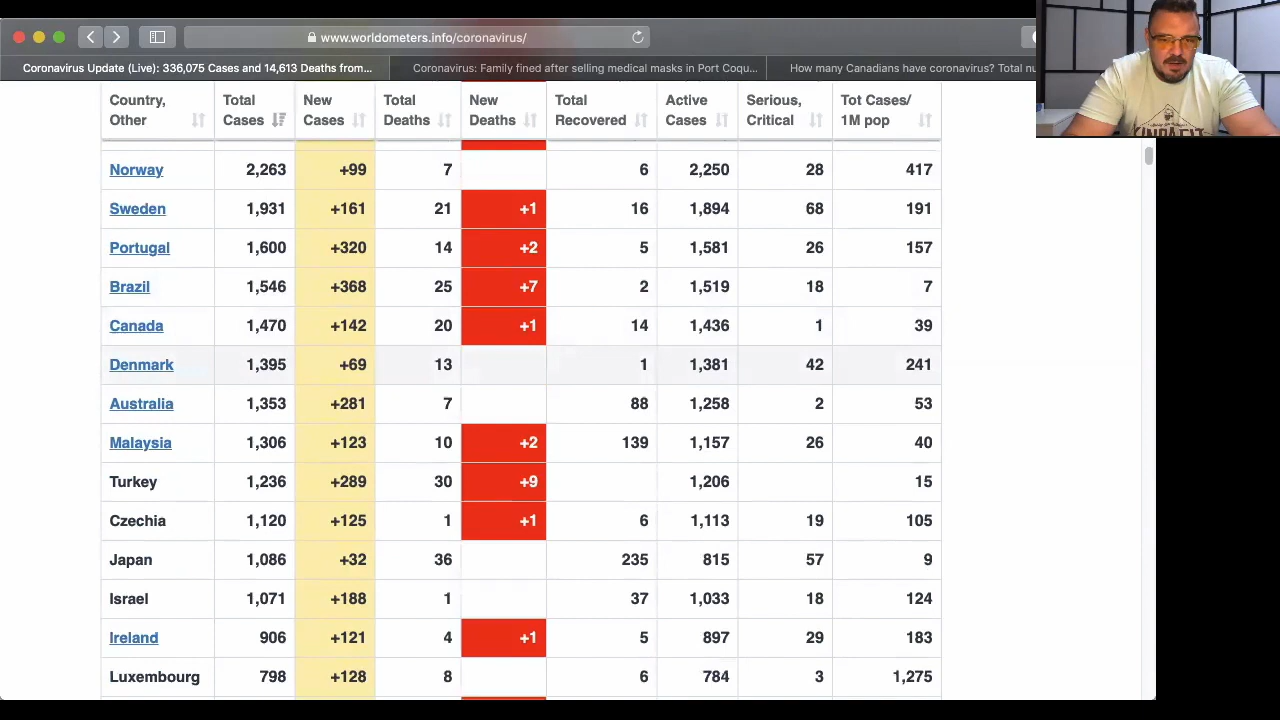 www.worldometers.info/coronavirus/
Coronavirus Update (Live): 336,075 Cases and 14,613 Deaths from...
Coronavirus: Family fined after selling medical masks in Port Coqu...
How many Canadians have coronavirus? Total nu
Country, Other Total Cases New Cases Total Deaths New Deaths Total Recovered Active Cases Serious, Critical Tot Cases/ 1M pop
Norway 2,263 +99 7 6 2,250 28 417
Sweden 1,931 +161 21 +1 16 1,894 68 191
Portugal 1,600 +320 14 +2 5 1,581 26 157
Brazil 1,546 +368 25 +7 2 1,519 18 7
Canada 1,470 +142 20 +1 14 1,436 1 39
Denmark 1,395 +69 13 1 1,381 42 241
Australia 1,353 +281 7 88 1,258 2 53
Malaysia 1,306 +123 10 +2 139 1,157 26 40
Turkey 1,236 +289 30 +9 1,206 15
Czechia 1,120 +125 1 +1 6 1,113 19 105
Japan 1,086 +32 36 235 815 57 9
Israel 1,071 +188 1 37 1,033 18 124
Ireland 906 +121 4 +1 5 897 29 183
Luxembourg 798 +128 8 6 784 3 1,275